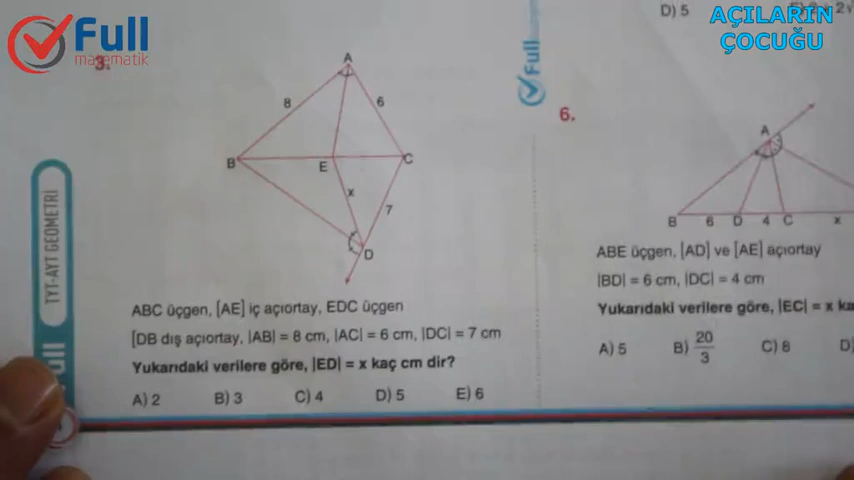 Full
matematik
AÇILARIN
ÇOCUĞU
D) 5
Full
TYT-AYT GEOMETRİ
3.
A
8
6
B
E
C
x
7
D
ABC üçgen, [AE] iç açıortay, EDC üçgen
[DB dış açıortay, |AB| = 8 cm, |AC| = 6 cm, |DC| = 7 cm
Yukarıdaki verilere göre, |ED| = x kaç cm dir?
A) 2 B) 3 C) 4 D) 5 E) 6
6.
A
B 6 D 4 C x
ABE üçgen, [AD] ve [AE] açıortay
|BD| = 6 cm, |DC| = 4 cm
Yukarıdaki verilere göre, |EC| = x
A) 5 B) 20/3 C) 8 D)